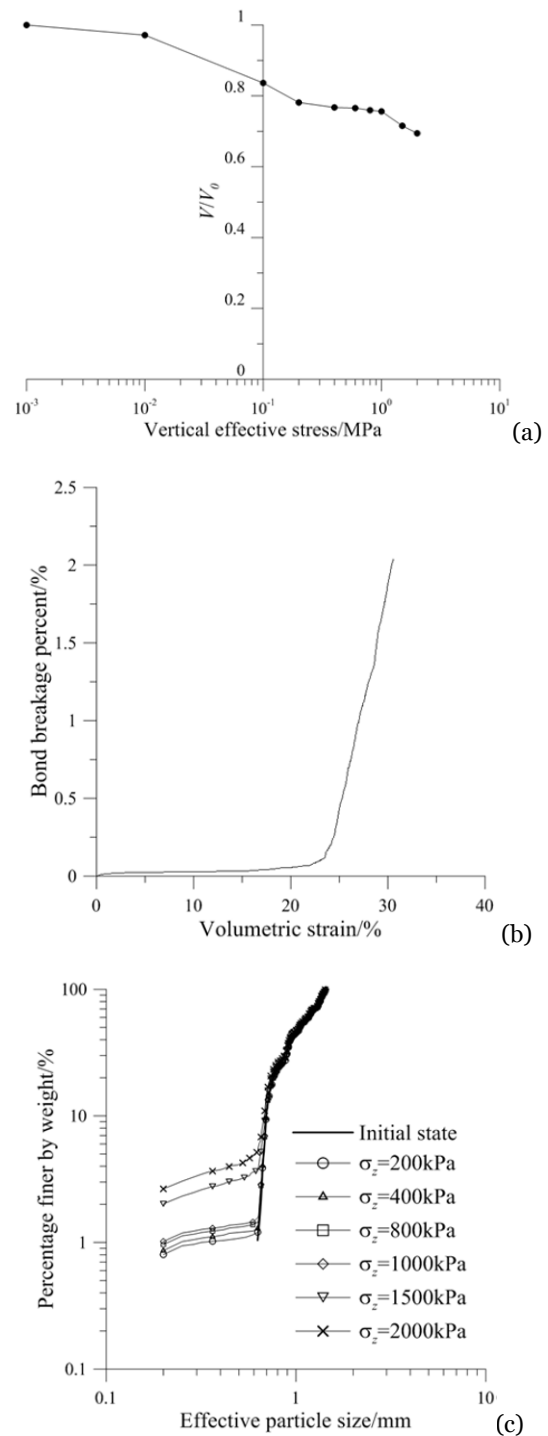 1
0.8
0.6
0.4
0.2
0
V/V0
10-3 10-2 10-1 100 101
Vertical effective stress/MPa
(a)
2.5
2
1.5
1
0.5
0
Bond breakage percent/%
0 10 20 30 40
Volumetric strain/%
(b)
100
10
1
0.1
Percentage finer by weight/%
Initial state
σz=200kPa
σz=400kPa
σz=800kPa
σz=1000kPa
σz=1500kPa
σz=2000kPa
0.1 1 10
Effective particle size/mm
(c)